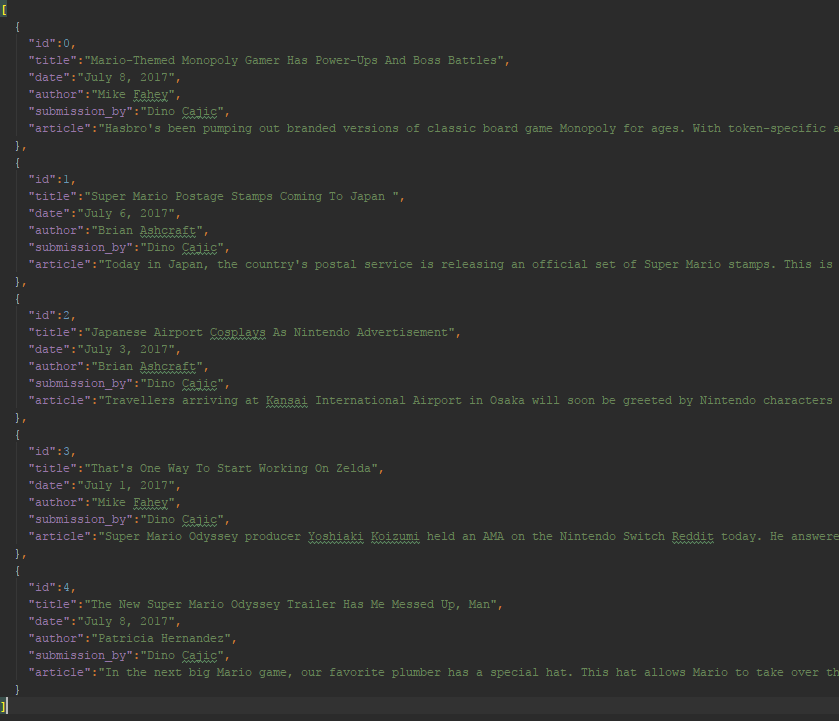 [
{
"id":0,
"title":"Mario-Themed Monopoly Gamer Has Power-Ups And Boss Battles",
"date":"July 8, 2017",
"author":"Mike Fahey",
"submission_by":"Dino Cajic",
"article":"Hasbro's been pumping out branded versions of classic board game Monopoly for ages. With token-specific a
},
{
"id":1,
"title":"Super Mario Postage Stamps Coming To Japan ",
"date":"July 6, 2017",
"author":"Brian Ashcraft",
"submission_by":"Dino Cajic",
"article":"Today in Japan, the country's postal service is releasing an official set of Super Mario stamps. This is
},
{
"id":2,
"title":"Japanese Airport Cosplays As Nintendo Advertisement",
"date":"July 3, 2017",
"author":"Brian Ashcraft",
"submission_by":"Dino Cajic",
"article":"Travellers arriving at Kansai International Airport in Osaka will soon be greeted by Nintendo characters
},
{
"id":3,
"title":"That's One Way To Start Working On Zelda",
"date":"July 1, 2017",
"author":"Mike Fahey",
"submission_by":"Dino Cajic",
"article":"Super Mario Odyssey producer Yoshiaki Koizumi held an AMA on the Nintendo Switch Reddit today. He answere
},
{
"id":4,
"title":"The New Super Mario Odyssey Trailer Has Me Messed Up, Man",
"date":"July 8, 2017",
"author":"Patricia Hernandez",
"submission_by":"Dino Cajic",
"article":"In the next big Mario game, our favorite plumber has a special hat. This hat allows Mario to take over th
}
]